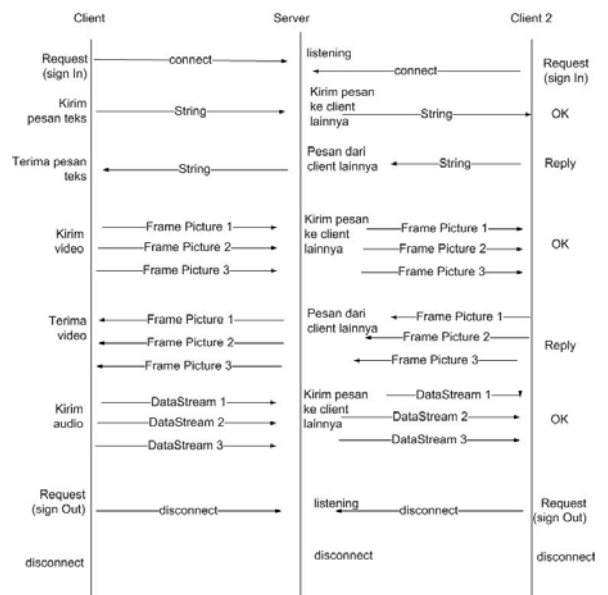 Client Server Client 2
Request
(sign In)
connect
listening
connect
Request
(sign In)
Kirim
pesan teks
String
Kirim pesan
ke client
lainnya
String
OK
Terima pesan
teks
String
Pesan dari
client lainnya
String
Reply
Kirim
video
Frame Picture 1
Frame Picture 2
Frame Picture 3
Kirim pesan
ke client
lainnya
Frame Picture 1
Frame Picture 2
Frame Picture 3
OK
Terima
video
Frame Picture 1
Frame Picture 2
Frame Picture 3
Pesan dari
client lainnya
Frame Picture 1
Frame Picture 2
Frame Picture 3
Reply
Kirim
audio
DataStream 1
DataStream 2
DataStream 3
Kirim pesan
ke client
lainnya
DataStream 1
DataStream 2
DataStream 3
OK
Request
(sign Out)
disconnect
listening
disconnect
Request
(sign Out)
disconnect
disconnect
disconnect